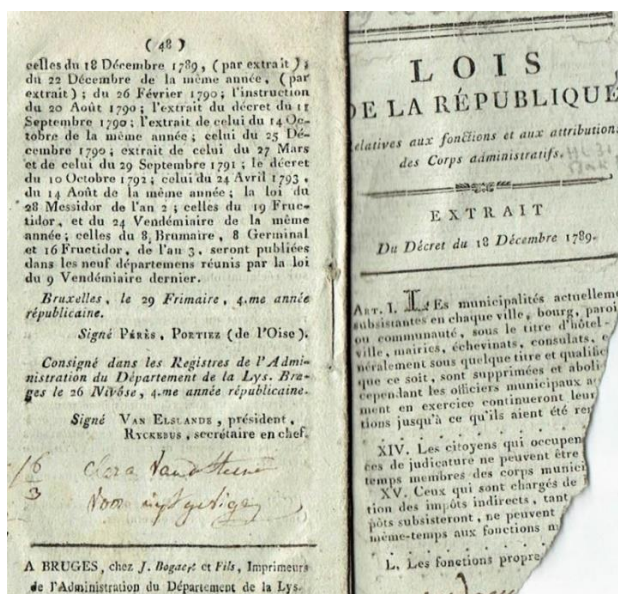 ( 48 )
celles du 18 Décembre 1789, (par extrait);
du 22 Décembre de la même année, (par
extrait); du 26 Février 1790; l'instruction
du 20 Août 1790; l'extrait du décret du 11
Septembre 1790; l'extrait de celui du 14 Oc-
tobre de la même année; celui du 25 Dé-
cembre 1790; extrait de celui du 27 Mars
et de celui du 29 Septembre 1791; le décret
du 10 Octobre 1792; celui du 24 Avril 1793,
du 14 Août de la même année; la loi du
28 Messidor de l'an 2; celles du 19 Fruc-
tidor, et du 24 Vendémiaire de la même
année; celles du 8 Brumaire, 8 Germinal
et 16 Fructidor, de l'an 3, seront publiées
dans les neuf départemens réunis par la loi
du 9 Vendémiaire dernier.
Bruxelles, le 29 Frimaire, 4.me année
républicaine.
Signé PÉRÈS, PORTIEZ (de l'Oise).
Consigné dans les Registres de l'Admi-
nistration du Département de la Lys. Bru-
ges le 26 Nivôse, 4.me année républicaine.
Signé VAN ELSLANDE, président,
RYCKEBUS, secrétaire en chef.
16
3
A BRUGES, chez J. Bogaert et Fils, Imprimeurs
de l'Administration du Département de la Lys.
LOIS
DE LA RÉPUBLIQUE
relatives aux fonctions et aux attributions
des Corps administratifs.
EXTRAIT
Du Décret du 18 Décembre 1789.
ART. I. LES municipalités actuellem
subsistantes en chaque ville, bourg, paroi
ou communauté, sous le titre d'hôtel-
ville, mairies, échevinats, consulats,
néralement sous quelque titre et qualific
que ce soit, sont supprimées et aboli
cependant les officiers municipaux
ment en exercice continueront leur
tions jusqu'à ce qu'ils aient été rep
XIV. Les citoyens qui occupen
ces de judicature ne peuvent être
temps membres des corps munici
XV. Ceux qui sont chargés de
tion des impôts indirects, tant
pôts subsisteront, ne peuvent
même-temps aux fonctions m
L. Les fonctions propre